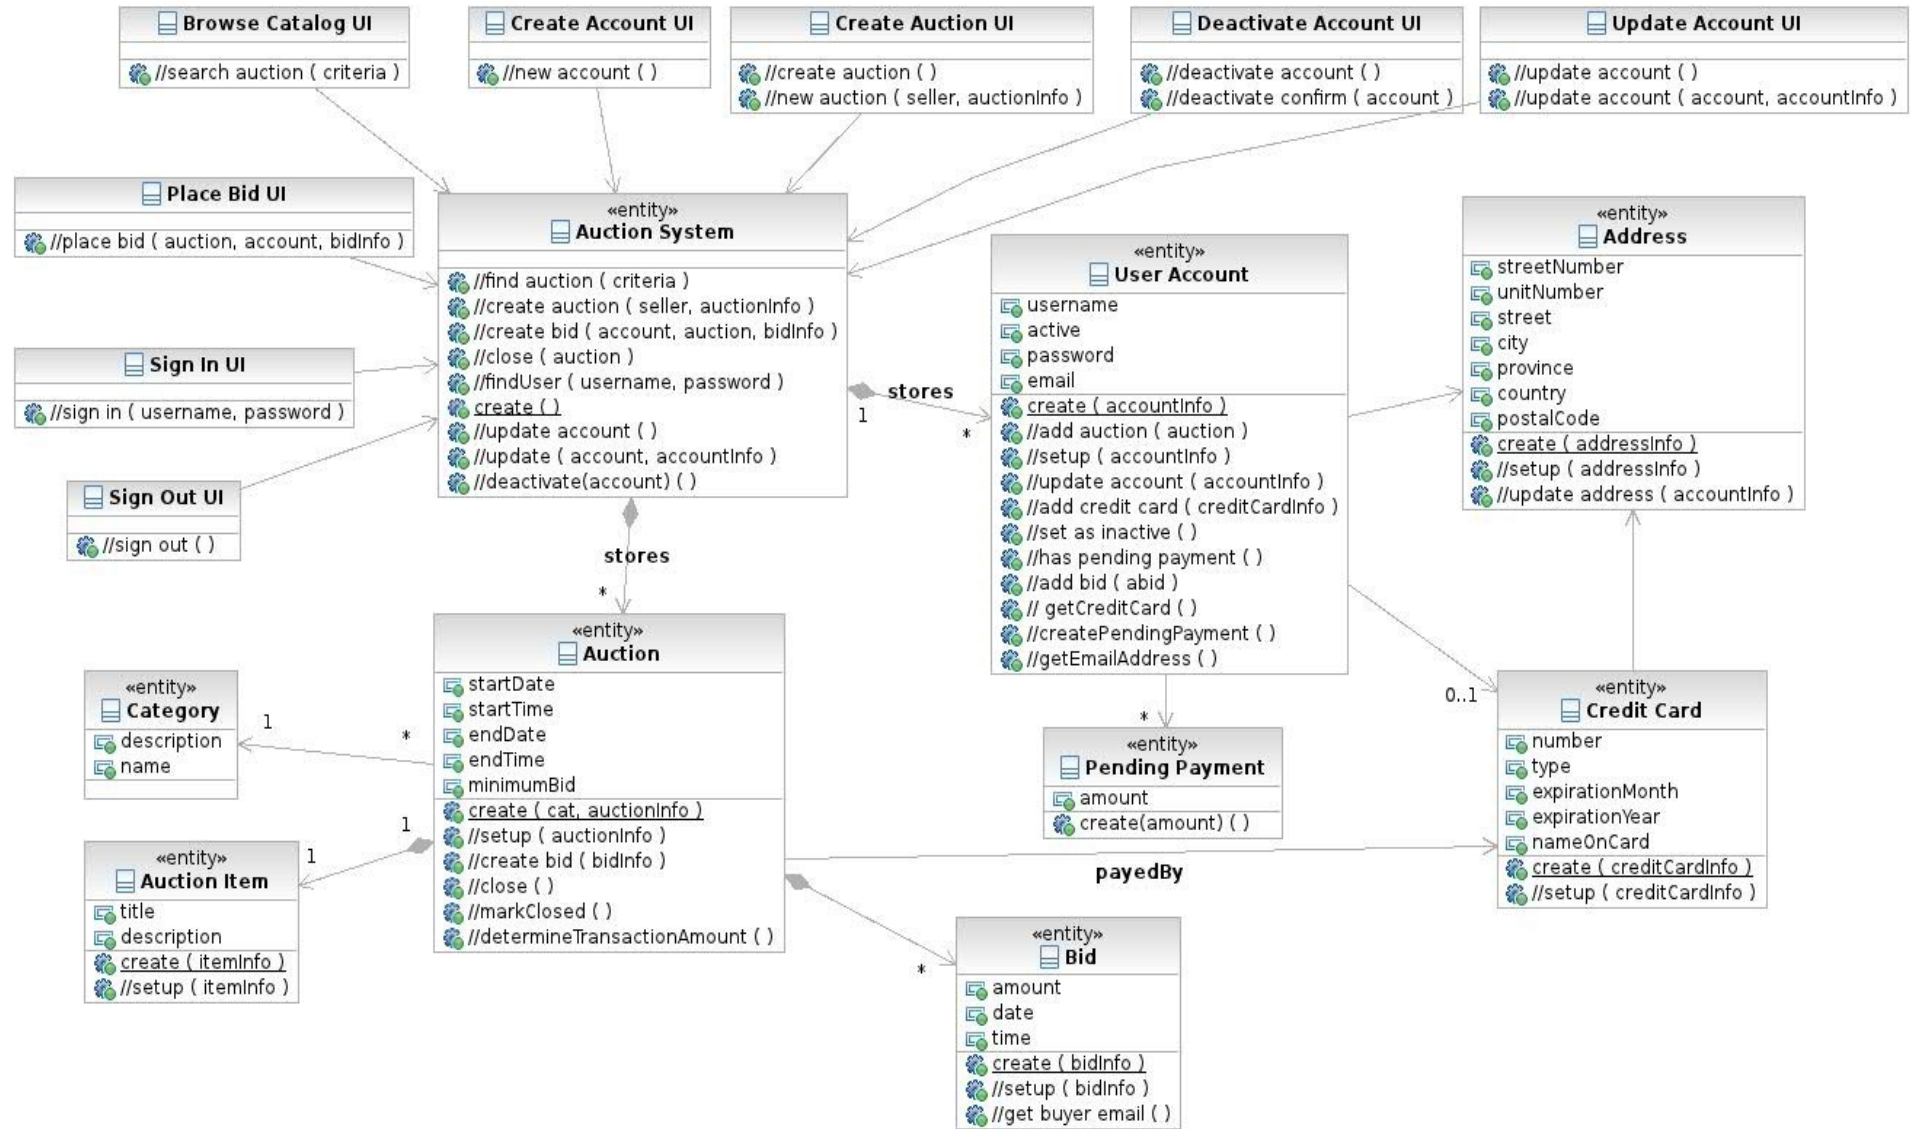 Browse Catalog UI
//search auction ( criteria )
Create Account UI
//new account ( )
Create Auction UI
//create auction ( )
//new auction ( seller, auctionInfo )
Deactivate Account UI
//deactivate account ( )
//deactivate confirm ( account )
Update Account UI
//update account ( )
//update account ( account, accountInfo )
Place Bid UI
//place bid ( auction, account, bidInfo )
Sign In UI
//sign in ( username, password )
Sign Out UI
//sign out ( )
«entity»
Auction System
//find auction ( criteria )
//create auction ( seller, auctionInfo )
//create bid ( account, auction, bidInfo )
//close ( auction )
//findUser ( username, password )
create ( )
//update account ( )
//update ( account, accountInfo )
//deactivate(account) ( )
stores
1
*
«entity»
User Account
username
active
password
email
create ( accountInfo )
//add auction ( auction )
//setup ( accountInfo )
//update account ( accountInfo )
//add credit card ( creditCardInfo )
//set as inactive ( )
//has pending payment ( )
//add bid ( abid )
// getCreditCard ( )
//createPendingPayment ( )
//getEmailAddress ( )
«entity»
Address
streetNumber
unitNumber
street
city
province
country
postalCode
create ( addressInfo )
//setup ( addressInfo )
//update address ( accountInfo )
stores
*
«entity»
Auction
startDate
startTime
endDate
endTime
minimumBid
create ( cat, auctionInfo )
//setup ( auctionInfo )
//create bid ( bidInfo )
//close ( )
//markClosed ( )
//determineTransactionAmount ( )
«entity»
Category
description
name
1
*
«entity»
Auction Item
title
description
create ( itemInfo )
//setup ( itemInfo )
1
1
*
«entity»
Pending Payment
amount
create(amount) ( )
0..1
«entity»
Credit Card
number
type
expirationMonth
expirationYear
nameOnCard
create ( creditCardInfo )
//setup ( creditCardInfo )
payedBy
*
«entity»
Bid
amount
date
time
create ( bidInfo )
//setup ( bidInfo )
//get buyer email ( )